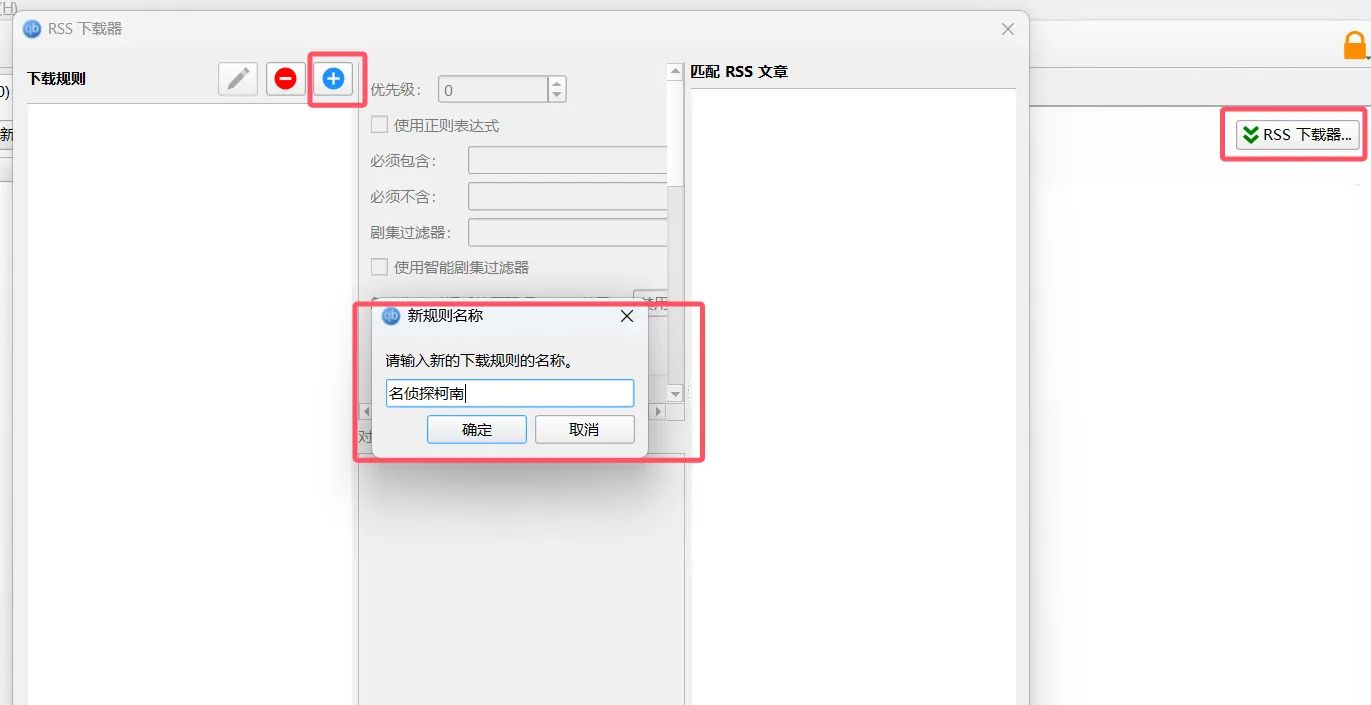 (H)
RSS 下载器
下载规则
优先级：
0
使用正则表达式
必须包含：
必须不含：
剧集过滤器：
使用智能剧集过滤器
禁用
匹配 RSS 文章
0)
新
RSS 下载器...
新规则名称
请输入新的下载规则的名称。
名侦探柯南
确定
取消
对